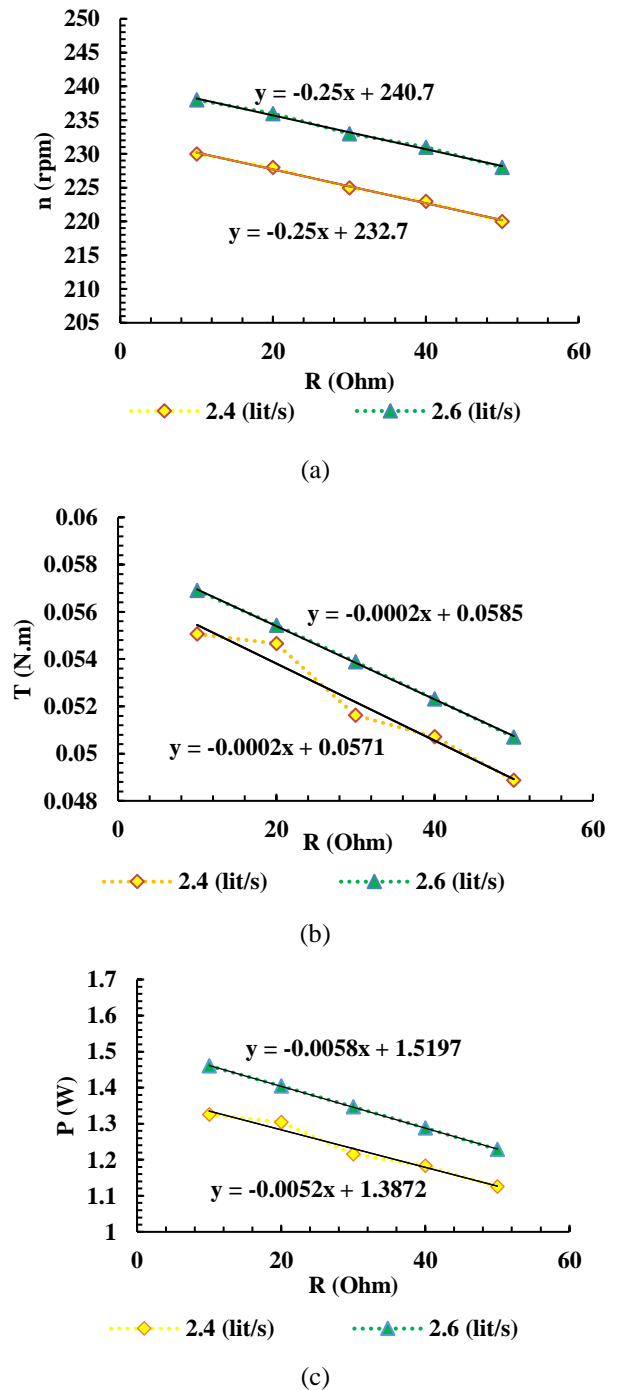 250
245
240
235
230
225
220
215
210
205
n (rpm)
y = -0.25x + 240.7
y = -0.25x + 232.7
0 20 40 60
R (Ohm)
2.4 (lit/s) 2.6 (lit/s)
(a)
0.06
0.058
0.056
0.054
0.052
0.05
0.048
T (N.m)
y = -0.0002x + 0.0585
y = -0.0002x + 0.0571
0 20 40 60
R (Ohm)
2.4 (lit/s) 2.6 (lit/s)
(b)
1.7
1.6
1.5
1.4
1.3
1.2
1.1
1
P (W)
y = -0.0058x + 1.5197
y = -0.0052x + 1.3872
0 20 40 60
R (Ohm)
2.4 (lit/s) 2.6 (lit/s)
(c)